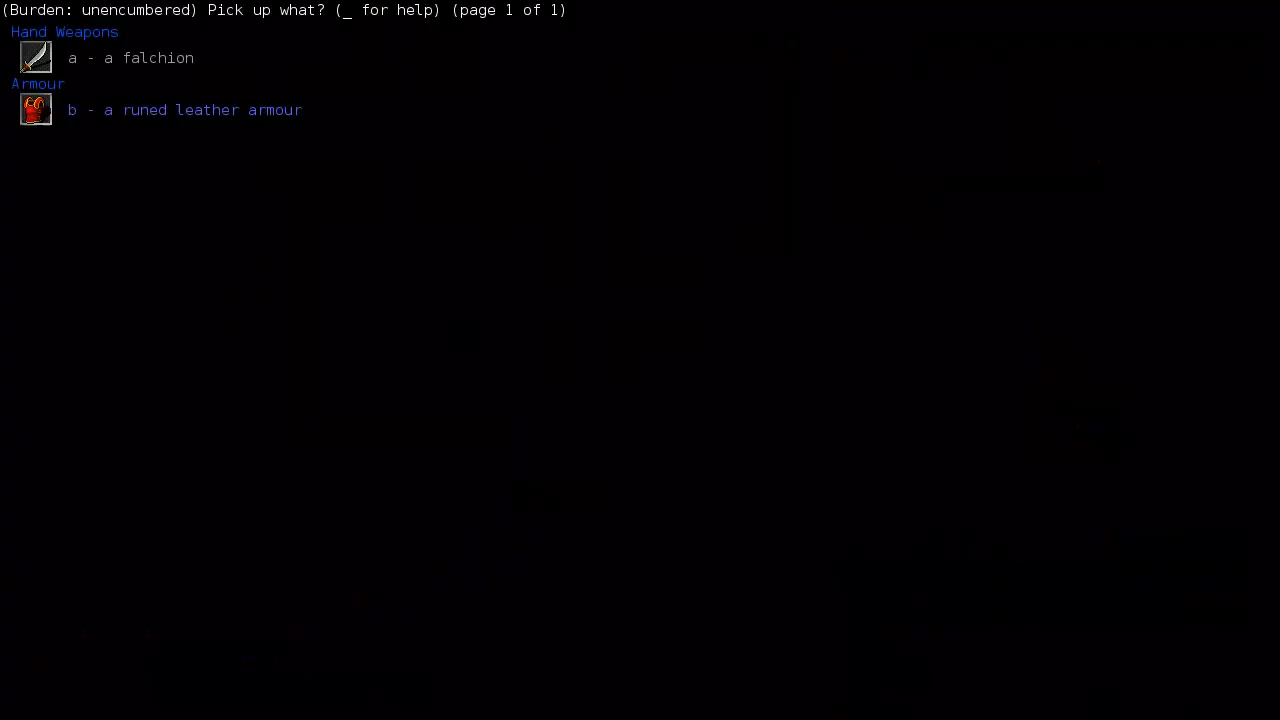 (Burden: unencumbered) Pick up what? (_ for help) (page 1 of 1)
Hand Weapons
a - a falchion
Armour
b - a runed leather armour